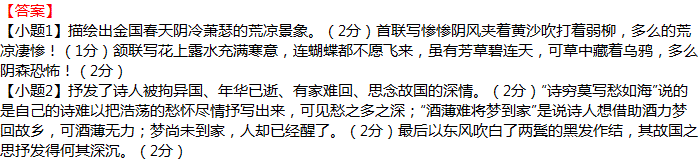 【答案】
【小题1】描绘出金国春天阴冷萧瑟的荒凉景象。（2分）首联写惨惨阴风夹着黄沙吹打着弱柳，多么的荒
凉凄惨！（1分）颔联写花上露水充满寒意，连蝴蝶都不愿飞来，虽有芳草碧连天，可草中藏着乌鸦，多么
阴森恐怖！（2分）
【小题2】抒发了诗人被拘异国、年华已逝、有家难回、思念故国的深情。（2分）“诗穷莫写愁如海”说的
是自己的诗难以把浩荡的愁怀尽情抒写出来，可见愁之多之深；“酒薄难将梦到家”是说诗人想借助酒力梦
回故乡，可酒薄无力；梦尚未到家，人却已经醒了。（2分）最后以东风吹白了两鬓的黑发作结，其故国之
思抒发得何其深沉。（2分）